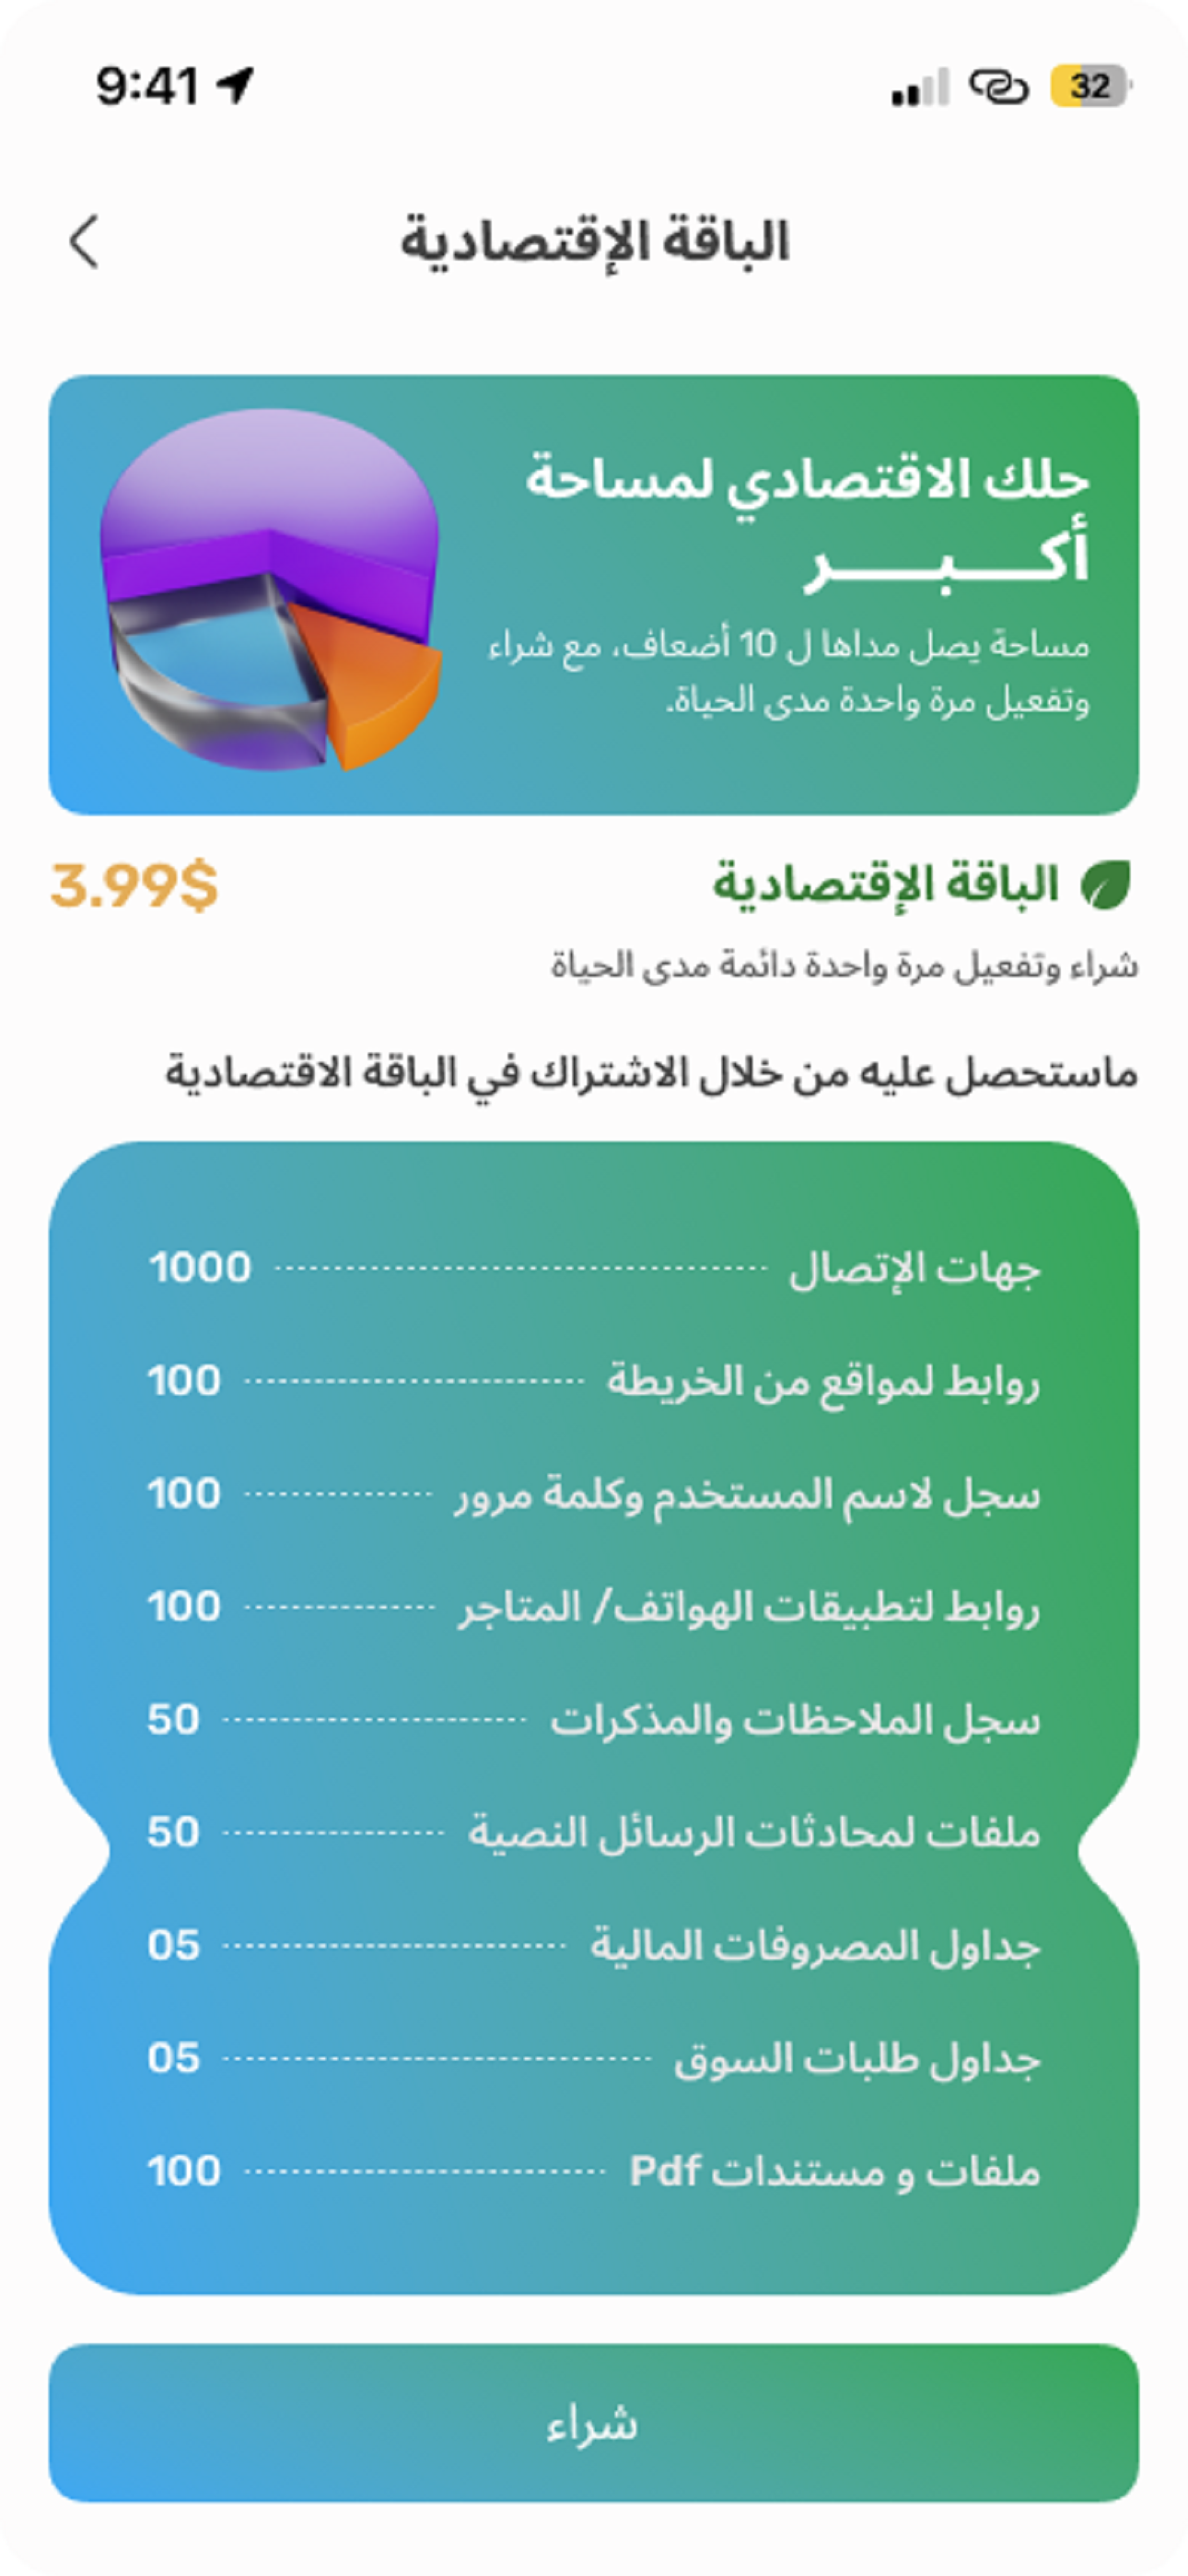 9:41
32
الباقة الإقتصادية
حلك الاقتصادي لمساحة
أكـــبـــــر
مساحة يصل مداها ل 10 أضعاف، مع شراء
وتفعيل مرة واحدة مدى الحياة.
الباقة الإقتصادية 3.99$
شراء وتفعيل مرة واحدة دائمة مدى الحياة
ماستحصل عليه من خلال الاشتراك في الباقة الاقتصادية
جهات الإتصال 1000
روابط لمواقع من الخريطة 100
سجل لاسم المستخدم وكلمة مرور 100
روابط لتطبيقات الهواتف/ المتاجر 100
سجل الملاحظات والمذكرات 50
ملفات لمحادثات الرسائل النصية 50
جداول المصروفات المالية 05
جداول طلبات السوق 05
ملفات و مستندات Pdf 100
شراء